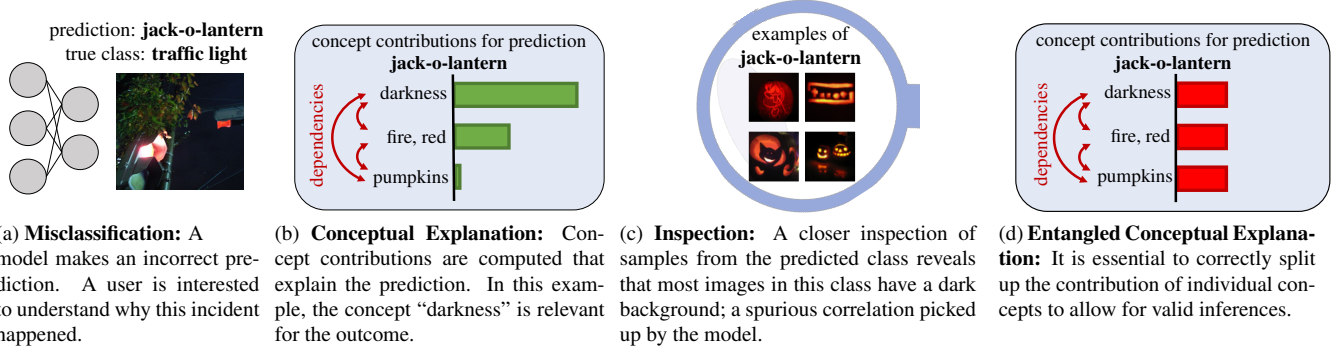 prediction: jack-o-lantern
true class: traffic light
concept contributions for prediction
jack-o-lantern
dependencies
darkness
fire, red
pumpkins
examples of
jack-o-lantern
concept contributions for prediction
jack-o-lantern
dependencies
darkness
fire, red
pumpkins
(a) Misclassification: A
model makes an incorrect pre-
diction. A user is interested
to understand why this incident
happened.
(b) Conceptual Explanation: Con-
cept contributions are computed that
explain the prediction. In this exam-
ple, the concept “darkness” is relevant
for the outcome.
(c) Inspection: A closer inspection of
samples from the predicted class reveals
that most images in this class have a dark
background; a spurious correlation picked
up by the model.
(d) Entangled Conceptual Explana-
tion: It is essential to correctly split
up the contribution of individual con-
cepts to allow for valid inferences.